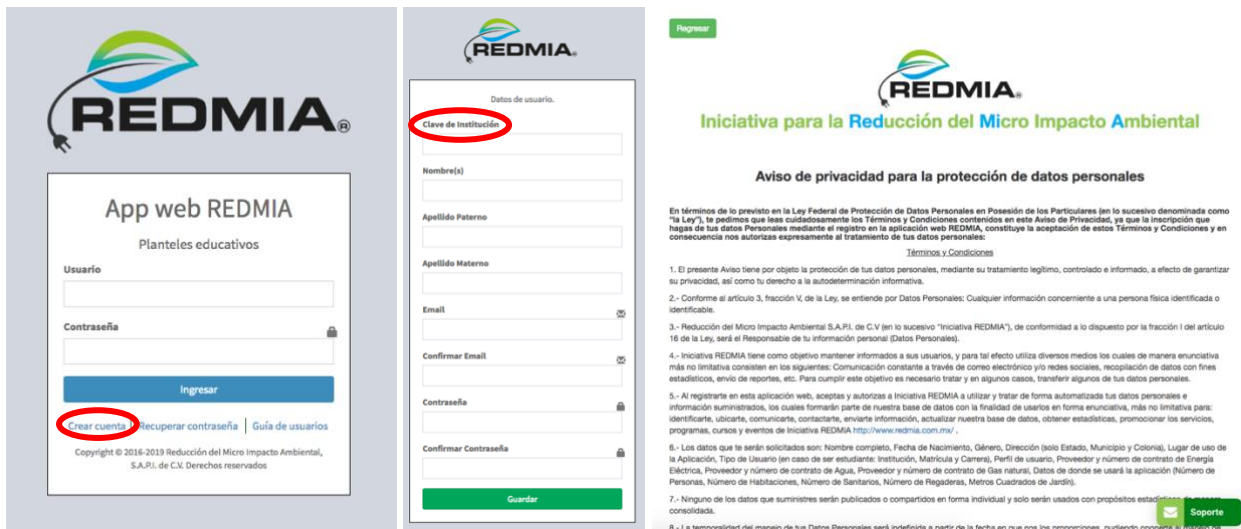 REDMIA®
App web REDMIA
Planteles educativos
Usuario
Contraseña
Ingresar
Crear cuenta | Recuperar contraseña | Guía de usuarios
Copyright © 2016-2019 Reducción del Micro Impacto Ambiental,
S.A.P.I. de C.V. Derechos reservados
REDMIA®
Datos de usuario.
Clave de Institución
Nombre(s)
Apellido Paterno
Apellido Materno
Email
Confirmar Email
Contraseña
Confirmar Contraseña
Guardar
Regresar
REDMIA®
Iniciativa para la Reducción del Micro Impacto Ambiental
Aviso de privacidad para la protección de datos personales
En términos de lo previsto en la Ley Federal de Protección de Datos Personales en Posesión de los Particulares (en lo sucesivo denominada como
"la Ley"), te pedimos que leas cuidadosamente los Términos y Condiciones contenidos en este Aviso de Privacidad, ya que la inscripción que
hagas de tus datos Personales mediante el registro en la aplicación web REDMIA, constituye la aceptación de estos Términos y Condiciones y en
consecuencia nos autorizas expresamente al tratamiento de tus datos personales:
Términos y Condiciones
1. El presente Aviso tiene por objeto la protección de tus datos personales, mediante su tratamiento legítimo, controlado e informado, a efecto de garantizar
su privacidad, así como tu derecho a la autodeterminación informativa.
2.- Conforme al artículo 3, fracción V, de la Ley, se entiende por Datos Personales: Cualquier información concerniente a una persona física identificada o
identificable.
3.- Reducción del Micro Impacto Ambiental S.A.P.I. de C.V (en lo sucesivo "Iniciativa REDMIA"), de conformidad a lo dispuesto por la fracción I del artículo
16 de la Ley, será el Responsable de tu información personal (Datos Personales).
4.- Iniciativa REDMIA tiene como objetivo mantener informados a sus usuarios, y para tal efecto utiliza diversos medios los cuales de manera enunciativa
más no limitativa consisten en los siguientes: Comunicación constante a través de correo electrónico y/o redes sociales, recopilación de datos con fines
estadísticos, envío de reportes, etc. Para cumplir este objetivo es necesario tratar y en algunos casos, transferir algunos de tus datos personales.
5.- Al registrarte en esta aplicación web, aceptas y autorizas a Iniciativa REDMIA a utilizar y tratar de forma automatizada tus datos personales e
información suministrados, los cuales formarán parte de nuestra base de datos con la finalidad de usarlos en forma enunciativa, más no limitativa para:
identificarte, ubicarte, comunicarte, contactarte, enviarte información, actualizar nuestra base de datos, obtener estadísticas, promocionar los servicios,
programas, cursos y eventos de Iniciativa REDMIA http://www.redmia.com.mx/ .
6.- Los datos que te serán solicitados son: Nombre completo, Fecha de Nacimiento, Género, Dirección (solo Estado, Municipio y Colonia), Lugar de uso de
la Aplicación, Tipo de Usuario (en caso de ser estudiante: Institución, Matrícula y Carrera), Perfil de usuario, Proveedor y número de contrato de Energía
Eléctrica, Proveedor y número de contrato de Agua, Proveedor y número de contrato de Gas natural, Datos de donde se usará la aplicación (Número de
Personas, Número de Habitaciones, Número de Sanitarios, Número de Regaderas, Metros Cuadrados de Jardín).
7.- Ninguno de los datos que suministres serán publicados o compartidos en forma individual y solo serán usados con propósitos
consolidada.
8.- La temporalidad del manejo de tus Datos Personales será indefinida a partir de la fecha en que nos los proporciones, pudiendo
Soporte